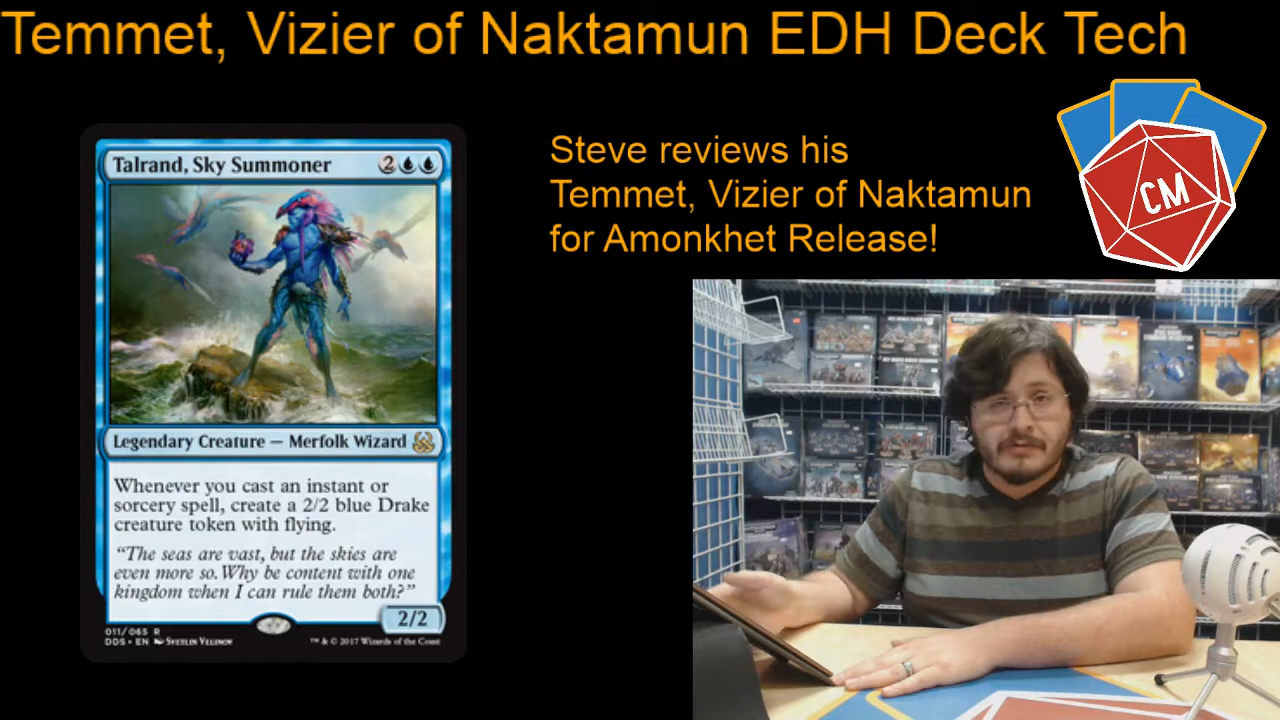 Temmet, Vizier of Naktamun EDH Deck Tech
Talrand, Sky Summoner 2
Steve reviews his
Temmet, Vizier of Naktamun
for Amonkhet Release!
CM
Legendary Creature — Merfolk Wizard
Whenever you cast an instant or
sorcery spell, create a 2/2 blue Drake
creature token with flying.
“The seas are vast, but the skies are
even more so. Why be content with one
kingdom when I can rule them both?”
2/2
011/065 R
DDS • EN Svetlin Velinov
™ & © 2017 Wizards of the Coast